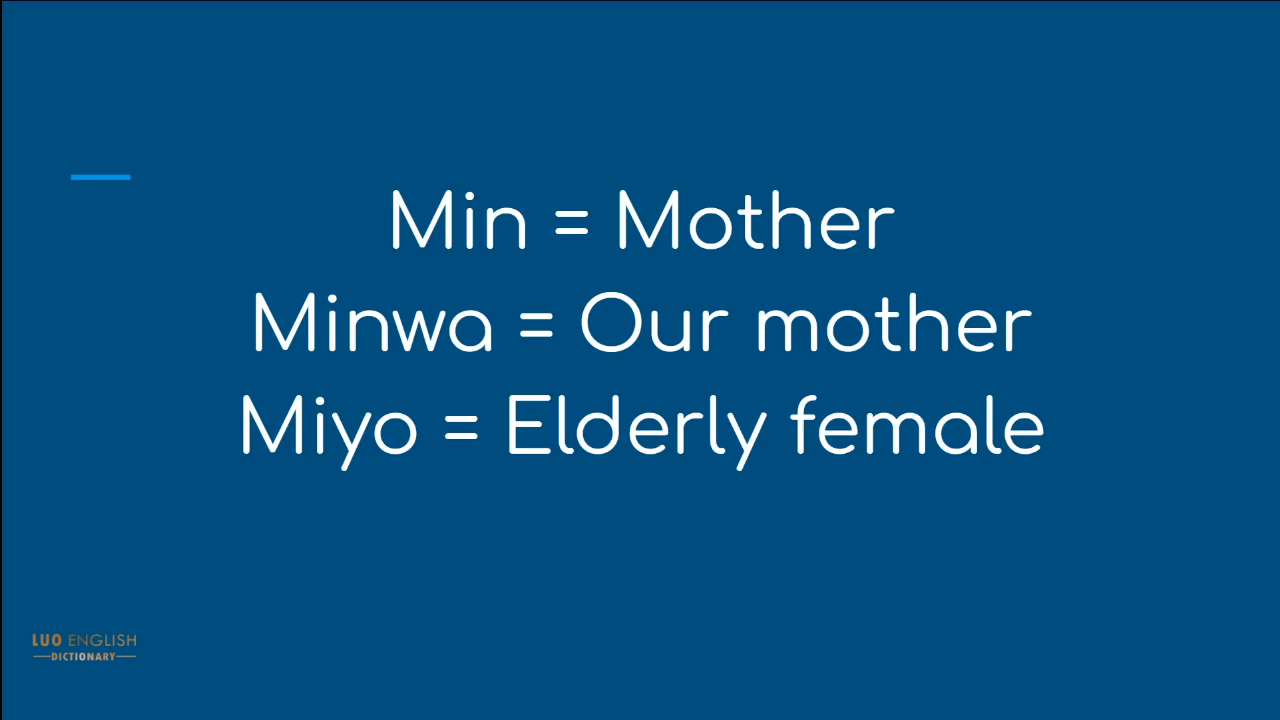 Min = Mother
Minwa = Our mother
Miyo = Elderly female
LUO ENGLISH
DICTIONARY